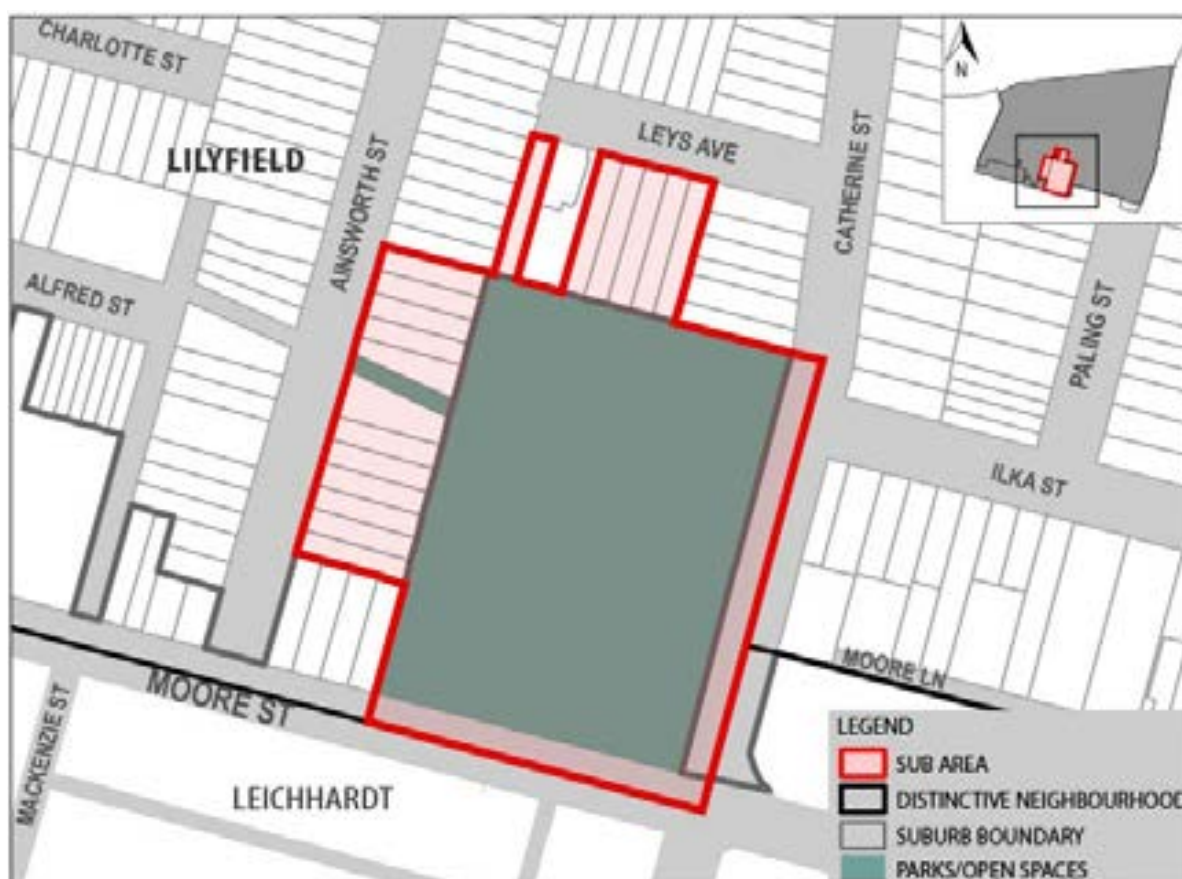 CHARLOTTE ST
LILYFIELD
AINSWORTH ST
LEYS AVE
CATHERINE ST
N
ALFRED ST
PALING ST
ILKA ST
MOORE LN
MOORE ST
MACKENZIE ST
LEICHHARDT
LEGEND
SUB AREA
DISTINCTIVE NEIGHBOURHOOD
SUBURB BOUNDARY
PARKS/OPEN SPACES